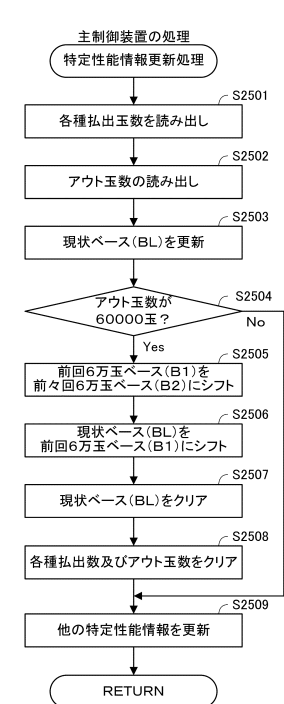 主制御装置の処理
特定性能情報更新処理
S2501
各種払出玉数を読み出し
S2502
アウト玉数の読み出し
S2503
現状ベース(BL)を更新
S2504
アウト玉数が
60000玉?
No
Yes
S2505
前回6万玉ベース(B1)を
前々回6万玉ベース(B2)にシフト
S2506
現状ベース(BL)を
前回6万玉ベース(B1)にシフト
S2507
現状ベース(BL)をクリア
S2508
各種払出数及びアウト玉数をクリア
S2509
他の特定性能情報を更新
RETURN